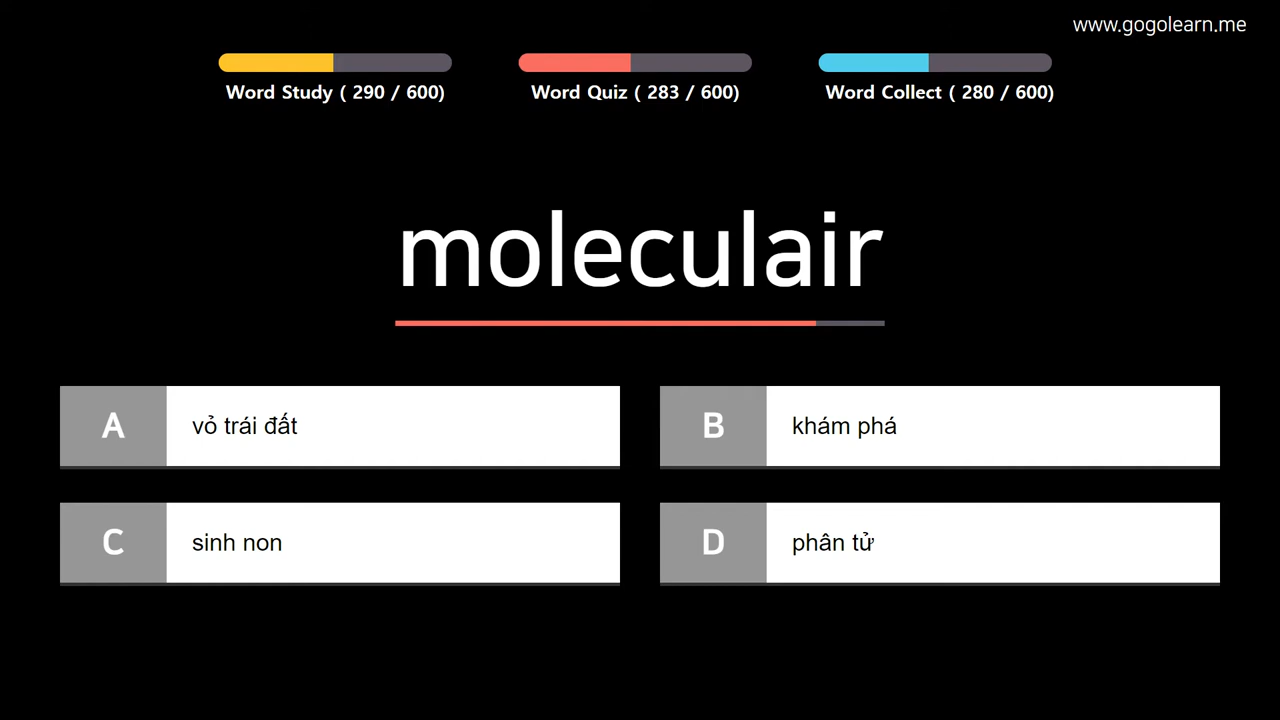 www.gogolearn.me
Word Study ( 290 / 600)
Word Quiz ( 283 / 600)
Word Collect ( 280 / 600)
moleculair
A vỏ trái đất
B khám phá
C sinh non
D phân tử